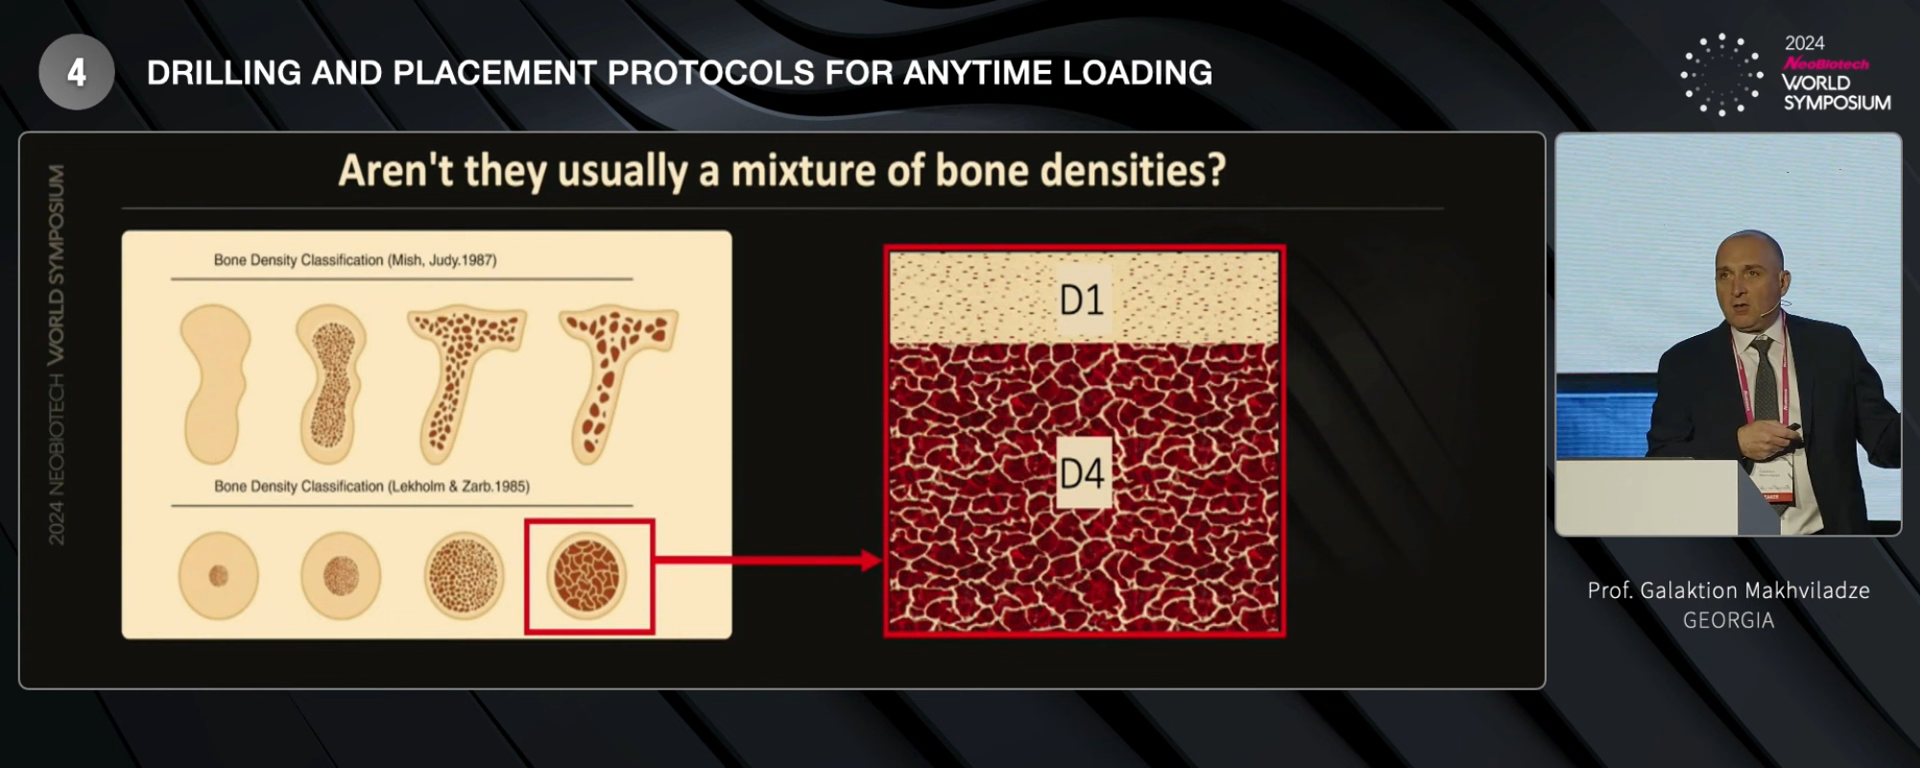 4
DRILLING AND PLACEMENT PROTOCOLS FOR ANYTIME LOADING
2024
NeoBiotech
WORLD
SYMPOSIUM
2024 NEOBIOTECH WORLD SYMPOSIUM
Aren't they usually a mixture of bone densities?
Bone Density Classification (Mish, Judy.1987)
Bone Density Classification (Lekholm & Zarb.1985)
D1
D4
Prof. Galaktion Makhviladze
GEORGIA